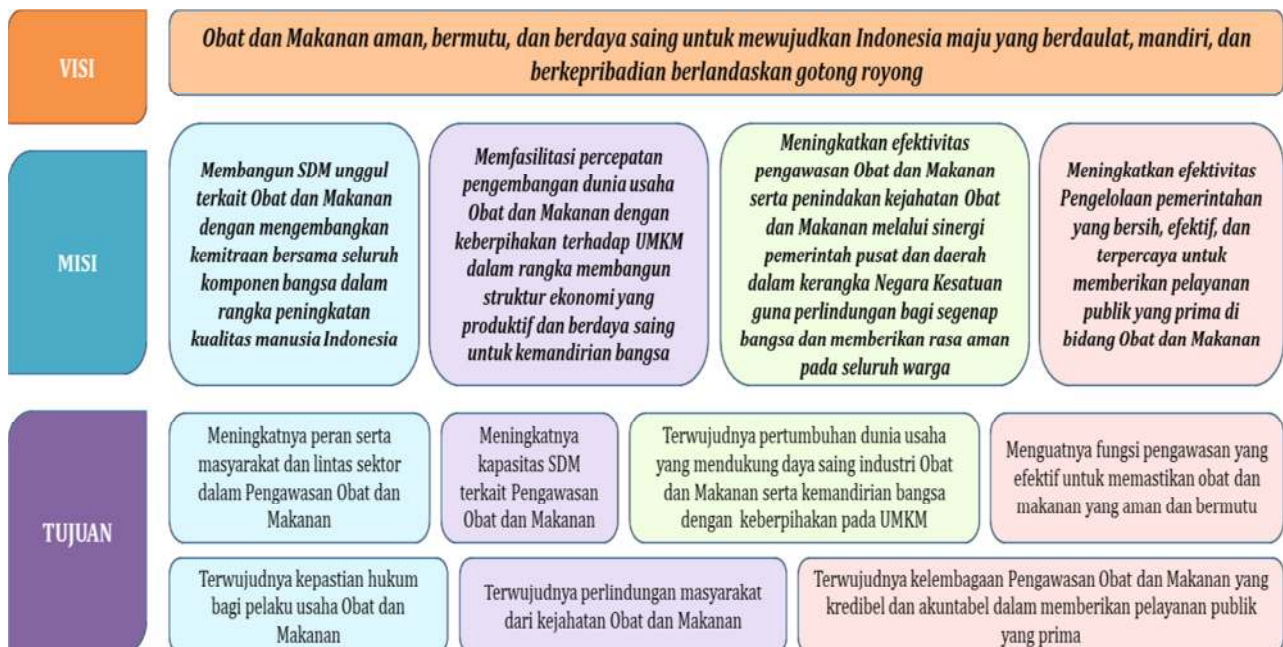 VISI
Obat dan Makanan aman, bermutu, dan berdaya saing untuk mewujudkan Indonesia maju yang berdaulat, mandiri, dan
berkepribadian berlandaskan gotong royong
MISI
Membangun SDM unggul
terkait Obat dan Makanan
dengan mengembangkan
kemitraan bersama seluruh
komponen bangsa dalam
rangka peningkatan
kualitas manusia Indonesia
Memfasilitasi percepatan
pengembangan dunia usaha
Obat dan Makanan dengan
keberpihakan terhadap UMKM
dalam rangka membangun
struktur ekonomi yang
produktif dan berdaya saing
untuk kemandirian bangsa
Meningkatkan efektivitas
pengawasan Obat dan Makanan
serta penindakan kejahatan Obat
dan Makanan melalui sinergi
pemerintah pusat dan daerah
dalam kerangka Negara Kesatuan
guna perlindungan bagi segenap
bangsa dan memberikan rasa aman
pada seluruh warga
Meningkatkan efektivitas
Pengelolaan pemerintahan
yang bersih, efektif, dan
terpercaya untuk
memberikan pelayanan
publik yang prima di
bidang Obat dan Makanan
TUJUAN
Meningkatnya peran serta
masyarakat dan lintas sektor
dalam Pengawasan Obat dan
Makanan
Meningkatnya
kapasitas SDM
terkait Pengawasan
Obat dan Makanan
Terwujudnya pertumbuhan dunia usaha
yang mendukung daya saing industri Obat
dan Makanan serta kemandirian bangsa
dengan keberpihakan pada UMKM
Menguatnya fungsi pengawasan yang
efektif untuk memastikan obat dan
makanan yang aman dan bermutu
Terwujudnya kepastian hukum
bagi pelaku usaha Obat dan
Makanan
Terwujudnya perlindungan masyarakat
dari kejahatan Obat dan Makanan
Terwujudnya kelembagaan Pengawasan Obat dan Makanan yang
kredibel dan akuntabel dalam memberikan pelayanan publik
yang prima